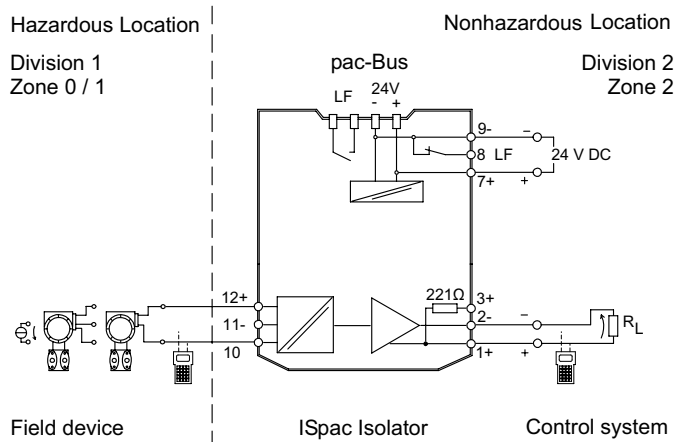 Hazardous Location
Nonhazardous Location
Division 1
Zone 0 / 1
Division 2
Zone 2
pac-Bus
LF 24V
- +
9-
8 LF
7+
−
+
24 V DC
12+
11-
10
221Ω
3+
2-
1+
−
+
RL
Field device
ISpac Isolator
Control system